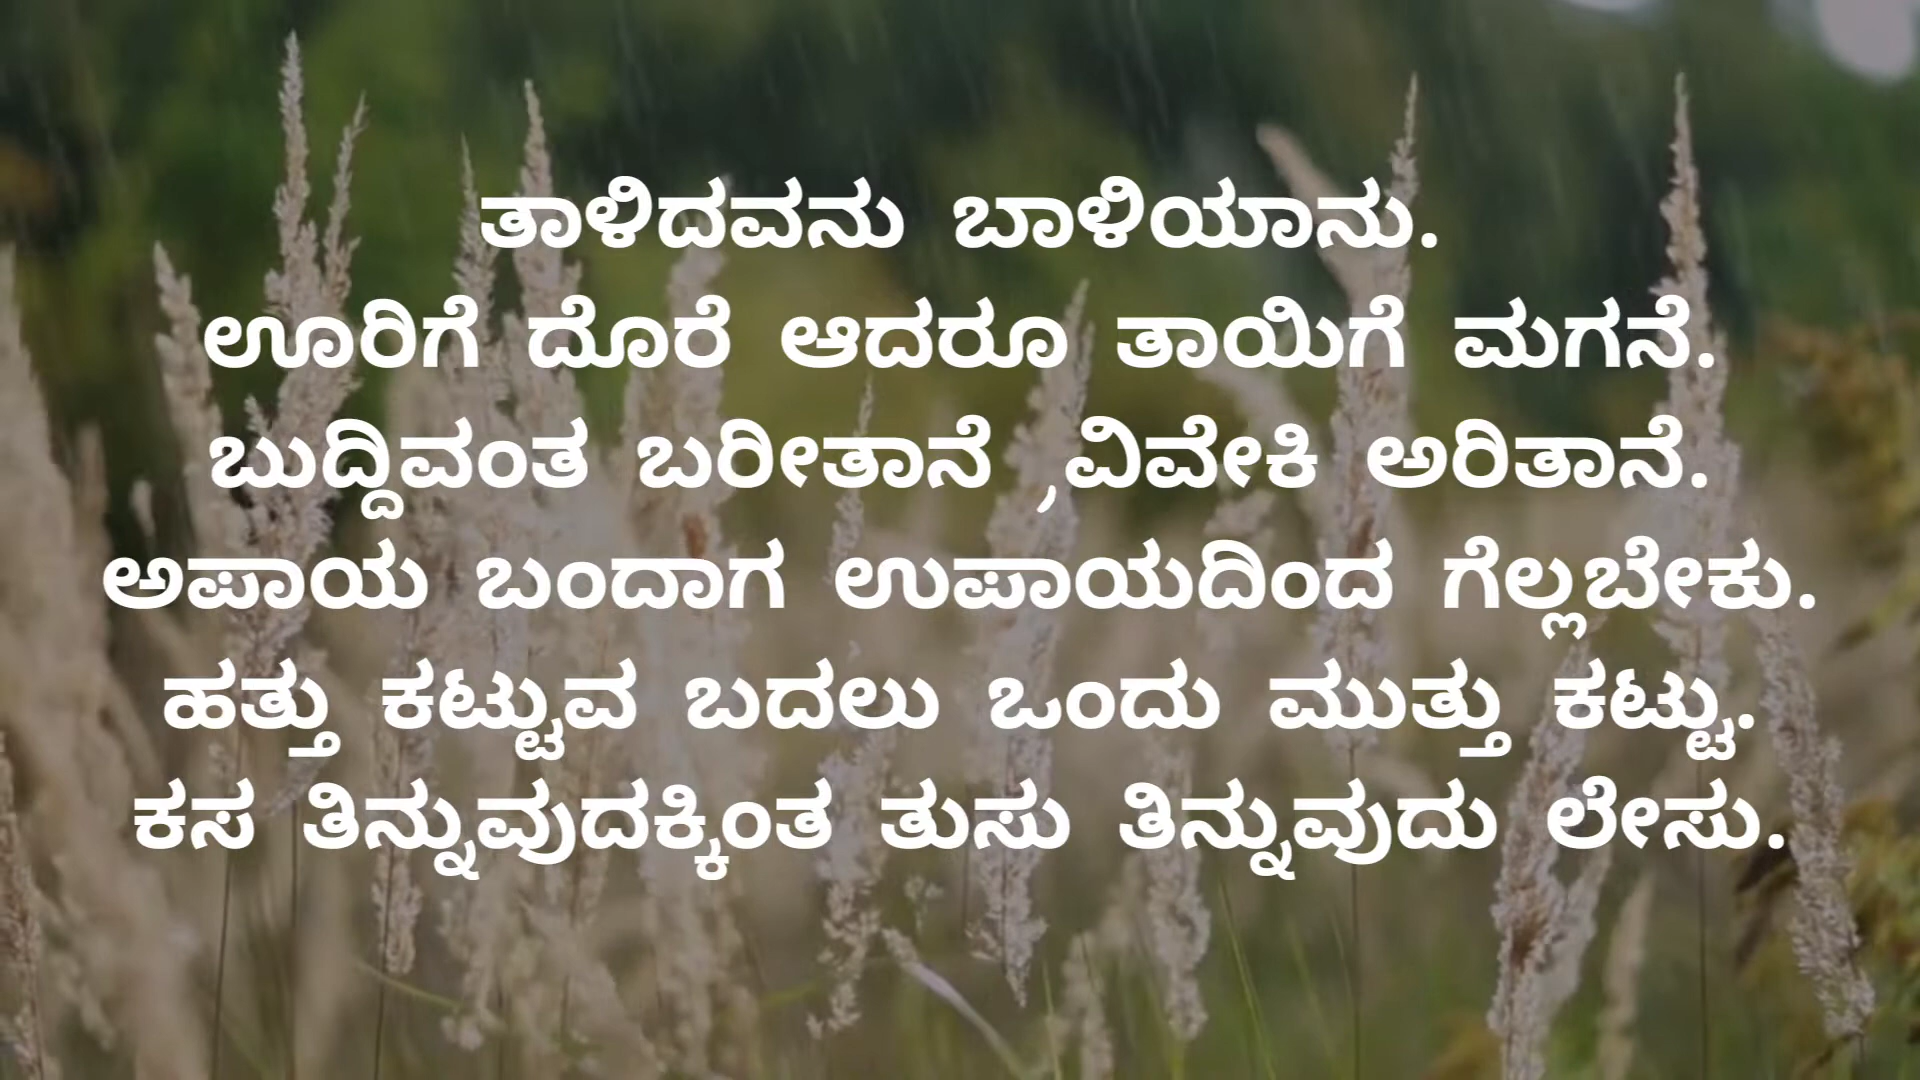 ತಾಳಿದವನು ಬಾಳಿಯಾನು.
ಊರಿಗೆ ದೊರೆ ಆದರೂ ತಾಯಿಗೆ ಮಗನೆ.
ಬುದ್ದಿವಂತ ಬರೀತಾನೆ ,ವಿವೇಕಿ ಅರಿತಾನೆ.
ಅಪಾಯ ಬಂದಾಗ ಉಪಾಯದಿಂದ ಗೆಲ್ಲಬೇಕು.
ಹತ್ತು ಕಟ್ಟುವ ಬದಲು ಒಂದು ಮುತ್ತು ಕಟ್ಟು.
ಕಸ ತಿನ್ನುವುದಕ್ಕಿಂತ ತುಸು ತಿನ್ನುವುದು ಲೇಸು.